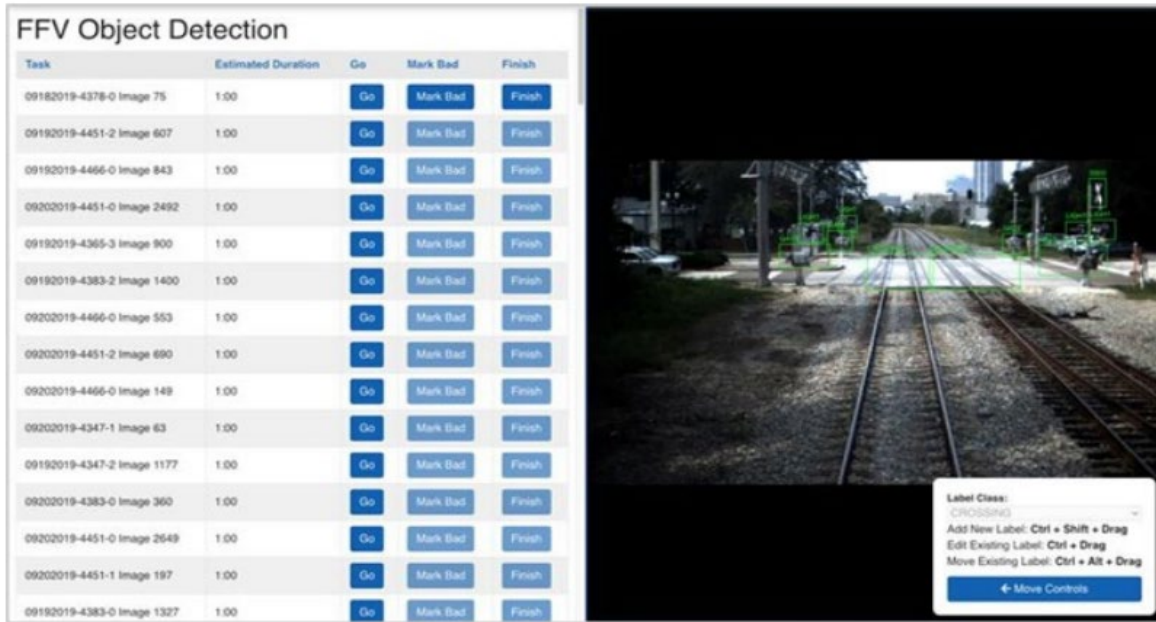 FFV Object Detection
Task Estimated Duration Go Mark Bad Finish
09182019-4378-0 Image 75 1:00 Go Mark Bad Finish
09192019-4451-2 Image 607 1:00 Go Mark Bad Finish
09192019-4466-0 Image 843 1:00 Go Mark Bad Finish
09202019-4451-0 Image 2492 1:00 Go Mark Bad Finish
09192019-4365-3 Image 900 1:00 Go Mark Bad Finish
09192019-4383-2 Image 1400 1:00 Go Mark Bad Finish
09202019-4466-0 Image 553 1:00 Go Mark Bad Finish
09202019-4451-2 Image 690 1:00 Go Mark Bad Finish
09202019-4466-0 Image 149 1:00 Go Mark Bad Finish
09202019-4347-1 Image 63 1:00 Go Mark Bad Finish
09192019-4347-2 Image 1177 1:00 Go Mark Bad Finish
09202019-4383-0 Image 360 1:00 Go Mark Bad Finish
09202019-4451-0 Image 2649 1:00 Go Mark Bad Finish
09202019-4451-1 Image 197 1:00 Go Mark Bad Finish
09192019-4383-0 Image 1327 1:00 Go Mark Bad Finish
Label Class:
CROSSING
Add New Label: Ctrl + Shift + Drag
Edit Existing Label: Ctrl + Drag
Move Existing Label: Ctrl + Alt + Drag
← Move Controls